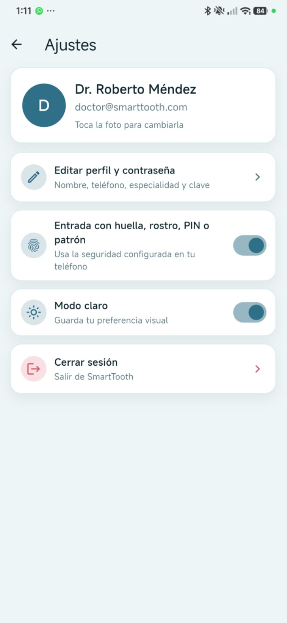 1:11
84
Ajustes
D
Dr. Roberto Méndez
doctor@smarttooth.com
Toca la foto para cambiarla
Editar perfil y contraseña
Nombre, teléfono, especialidad y clave
Entrada con huella, rostro, PIN o
patrón
Usa la seguridad configurada en tu
teléfono
Modo claro
Guarda tu preferencia visual
Cerrar sesión
Salir de SmartTooth